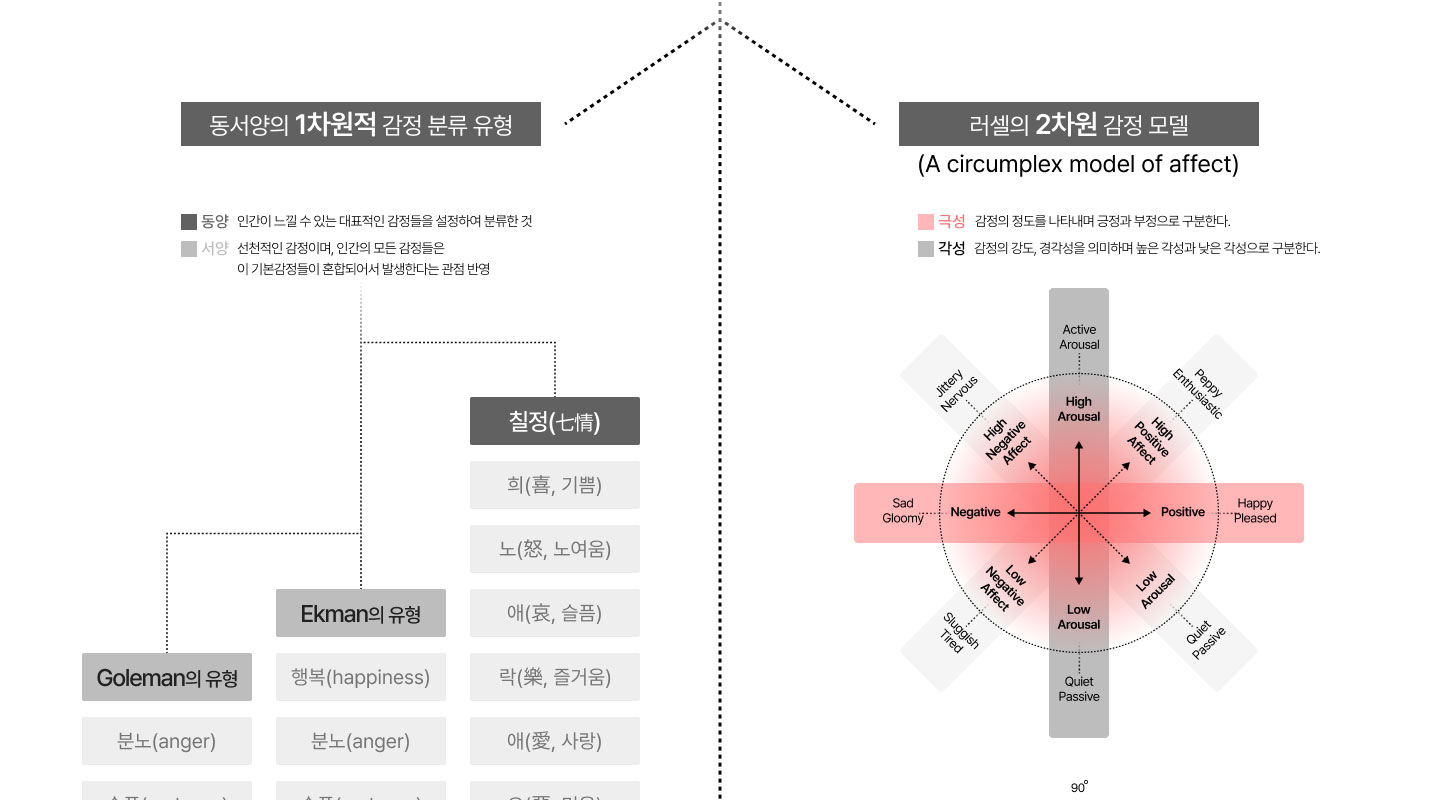 동서양의 1차원적 감정 분류 유형
동양 인간이 느낄 수 있는 대표적인 감정들을 설정하여 분류한 것
서양 선천적인 감정이며, 인간의 모든 감정들은
이 기본감정들이 혼합되어서 발생한다는 관점 반영
칠정(七情)
희(喜, 기쁨)
노(怒, 노여움)
애(哀, 슬픔)
락(樂, 즐거움)
애(愛, 사랑)
Ekman의 유형
행복(happiness)
분노(anger)
Goleman의 유형
분노(anger)
러셀의 2차원 감정 모델
(A circumplex model of affect)
극성 감정의 정도를 나타내며 긍정과 부정으로 구분한다.
각성 감정의 강도, 경각성을 의미하며 높은 각성과 낮은 각성으로 구분한다.
Active
Arousal
High
Arousal
Jittery
Nervous
High
Negative
Affect
Peppy
Enthusiastic
High
Positive
Affect
Sad
Gloomy
Negative
Positive
Happy
Pleased
Low
Negative
Affect
Sluggish
Tired
Low
Arousal
Quiet
Passive
Low
Arousal
Quiet
Passive
90°